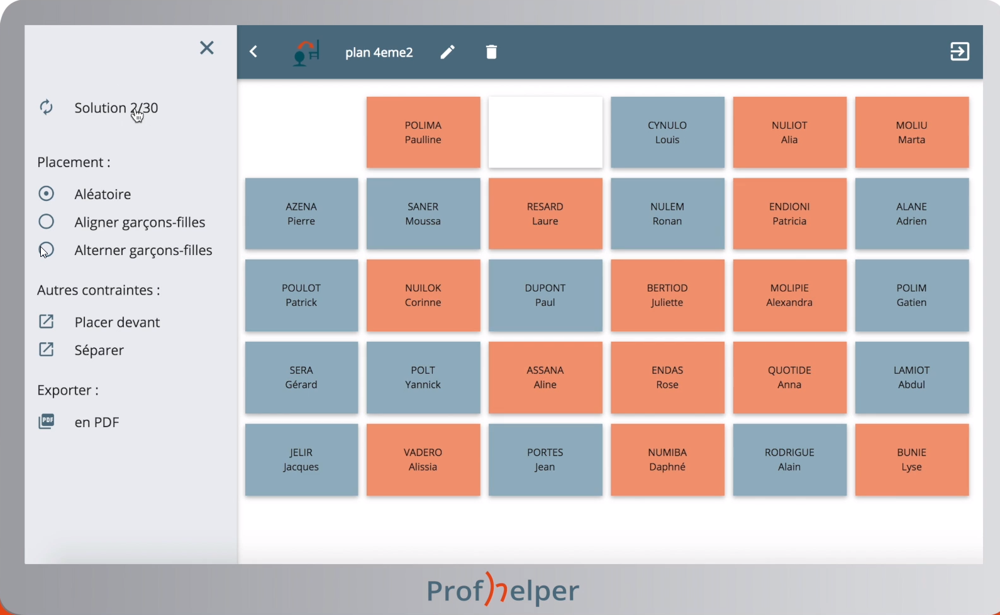 Solution 2/30
Placement :
Aléatoire
Aligner garçons-filles
Alterner garçons-filles
Autres contraintes :
Placer devant
Séparer
Exporter :
PDF
en PDF
plan 4eme2
POLIMA
Paulline
CYNULO
Louis
NULIOT
Alia
MOLIU
Marta
AZENA
Pierre
SANER
Moussa
RESARD
Laure
NULEM
Ronan
ENDIONI
Patricia
ALANE
Adrien
POULOT
Patrick
NUILOK
Corinne
DUPONT
Paul
BERTIOD
Juliette
MOLIPIE
Alexandra
POLIM
Gatien
SERA
Gérard
POLT
Yannick
ASSANA
Aline
ENDAS
Rose
QUOTIDE
Anna
LAMIOT
Abdul
JELIR
Jacques
VADERO
Alissia
PORTES
Jean
NUMIBA
Daphné
RODRIGUE
Alain
BUNIE
Lyse
Profhelper